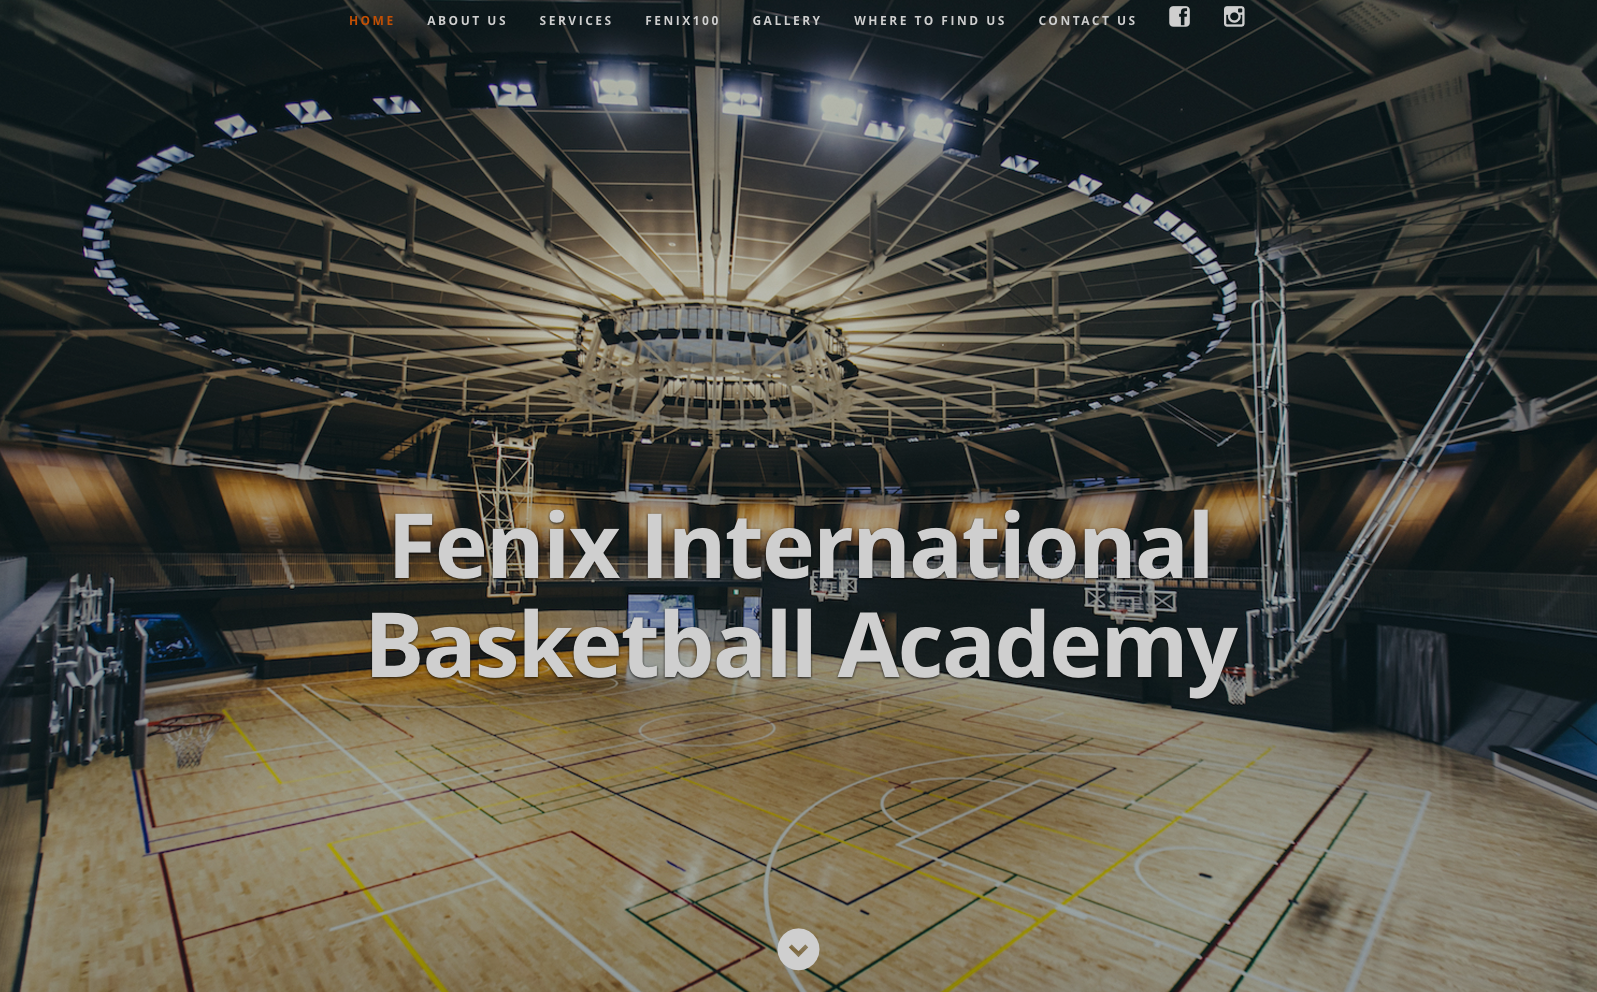 HOME ABOUT US SERVICES FENIX100 GALLERY WHERE TO FIND US CONTACT US
Fenix International
Basketball Academy